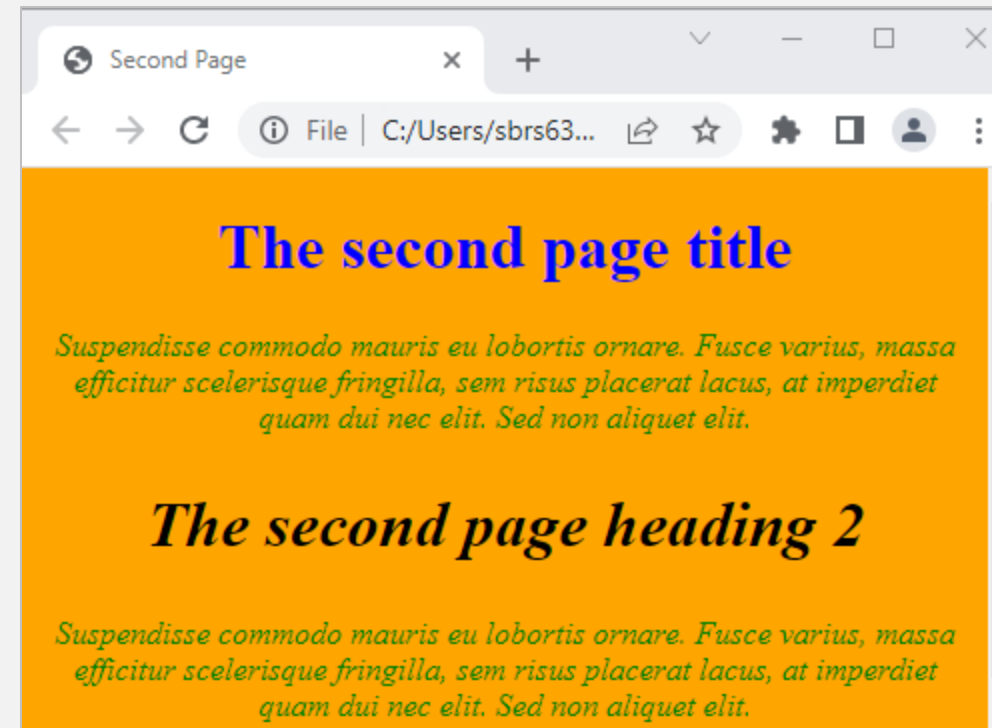 Second Page
File C:/Users/sbrs63...
The second page title
Suspendisse commodo mauris eu lobortis ornare. Fusce varius, massa
efficitur scelerisque fringilla, sem risus placerat lacus, at imperdiet
quam dui nec elit. Sed non aliquet elit.
The second page heading 2
Suspendisse commodo mauris eu lobortis ornare. Fusce varius, massa
efficitur scelerisque fringilla, sem risus placerat lacus, at imperdiet
quam dui nec elit. Sed non aliquet elit.